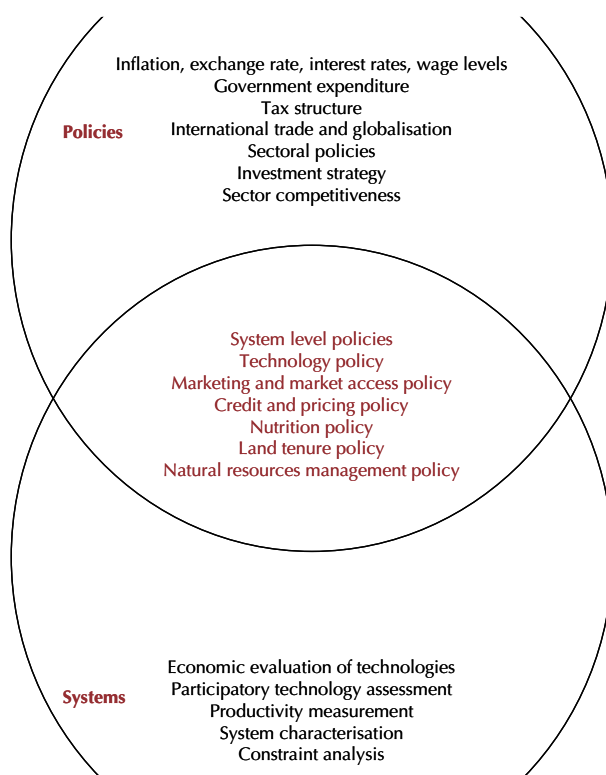 Inflation, exchange rate, interest rates, wage levels
Government expenditure
Tax structure
Policies
International trade and globalisation
Sectoral policies
Investment strategy
Sector competitiveness
System level policies
Technology policy
Marketing and market access policy
Credit and pricing policy
Nutrition policy
Land tenure policy
Natural resources management policy
Economic evaluation of technologies
Participatory technology assessment
Systems
Productivity measurement
System characterisation
Constraint analysis